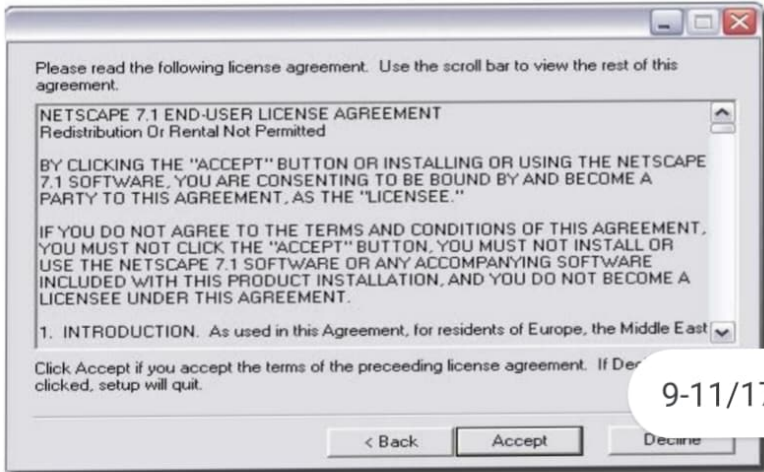 Please read the following license agreement. Use the scroll bar to view the rest of this
agreement.
NETSCAPE 7.1 END-USER LICENSE AGREEMENT
Redistribution Or Rental Not Permitted
BY CLICKING THE "ACCEPT" BUTTON OR INSTALLING OR USING THE NETSCAPE
7.1 SOFTWARE, YOU ARE CONSENTING TO BE BOUND BY AND BECOME A
PARTY TO THIS AGREEMENT, AS THE "LICENSEE."
IF YOU DO NOT AGREE TO THE TERMS AND CONDITIONS OF THIS AGREEMENT,
YOU MUST NOT CLICK THE "ACCEPT" BUTTON, YOU MUST NOT INSTALL OR
USE THE NETSCAPE 7.1 SOFTWARE OR ANY ACCOMPANYING SOFTWARE
INCLUDED WITH THIS PRODUCT INSTALLATION, AND YOU DO NOT BECOME A
LICENSEE UNDER THIS AGREEMENT.
1. INTRODUCTION. As used in this Agreement, for residents of Europe, the Middle East
Click Accept if you accept the terms of the preceeding license agreement. If Dec
clicked, setup will quit.
9-11/17
< Back Accept Decline